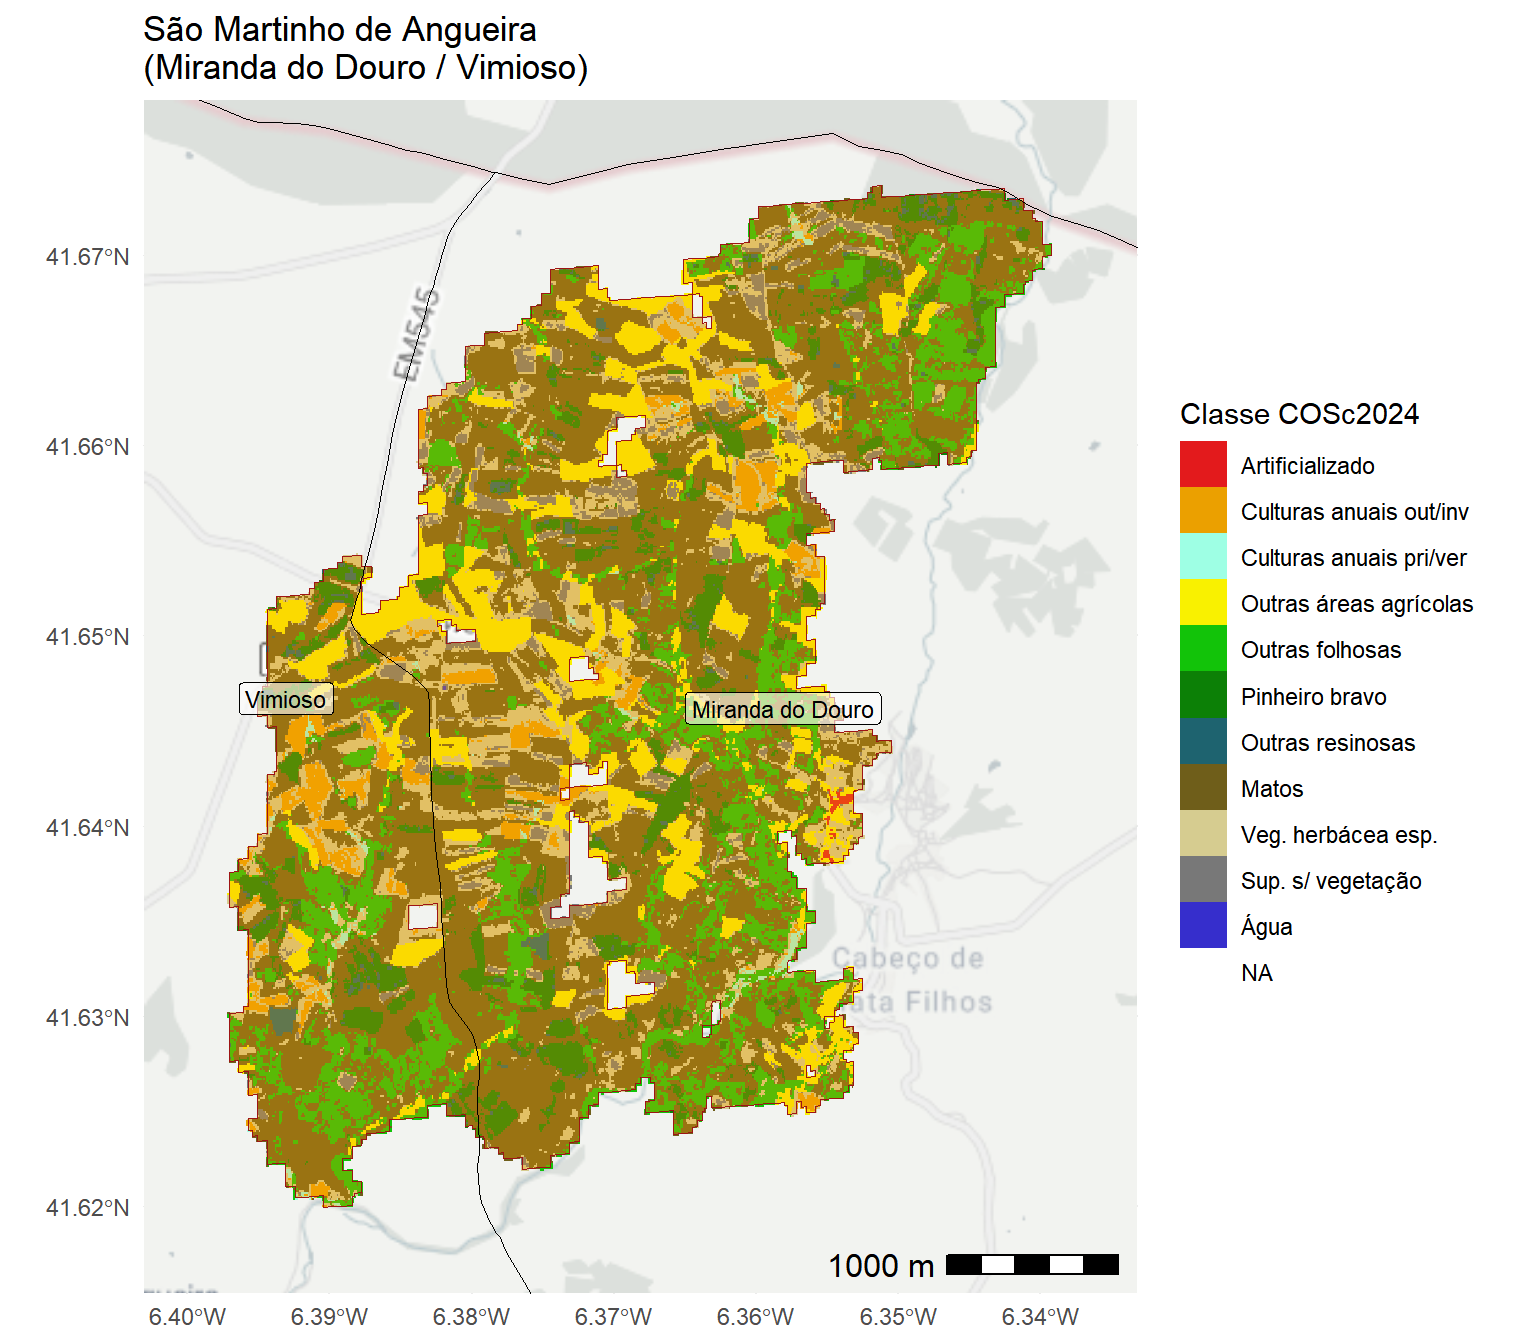 São Martinho de Angueira
(Miranda do Douro / Vimioso)
41.67°N
41.66°N
41.65°N
41.64°N
41.63°N
41.62°N
EM546
Vimioso
Miranda do Douro
Cabeço de
ata Filhos
1000 m
6.40°W
6.39°W
6.38°W
6.37°W
6.36°W
6.35°W
6.34°W
Classe COSc2024
Artificializado
Culturas anuais out/inv
Culturas anuais pri/ver
Outras áreas agrícolas
Outras folhosas
Pinheiro bravo
Outras resinosas
Matos
Veg. herbácea esp.
Sup. s/ vegetação
Água
NA